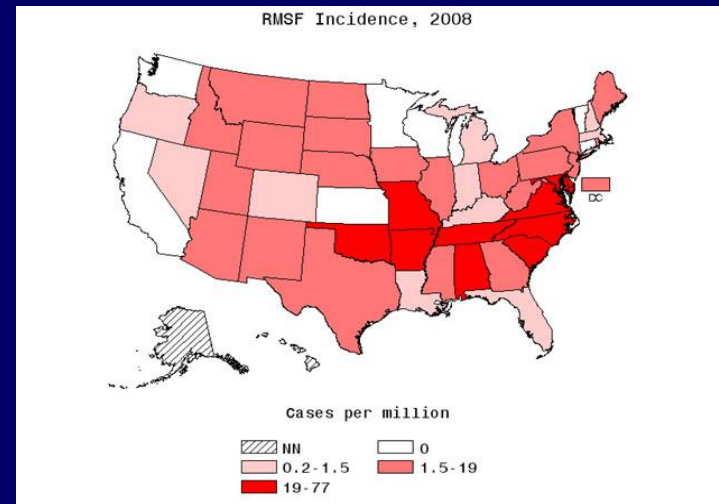 RMSF Incidence, 2008
DC
Cases per million
NN
0
0.2-1.5
1.5-19
19-77